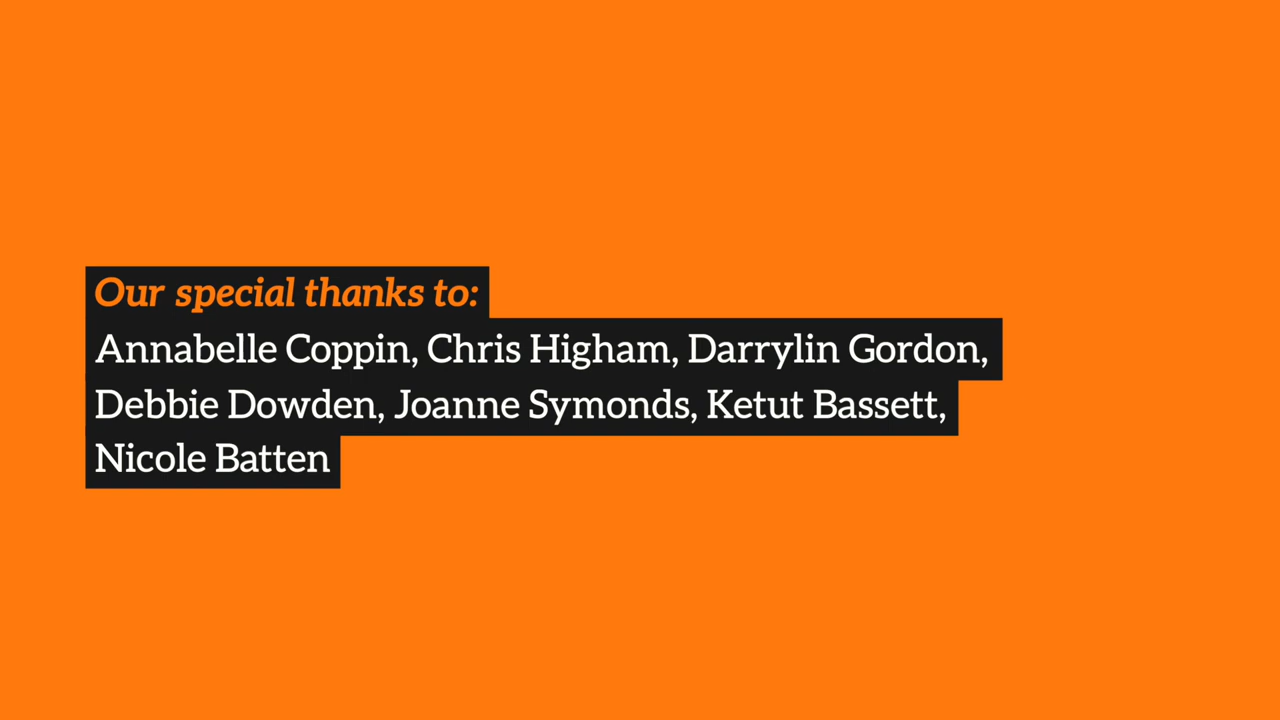 Our special thanks to:
Annabelle Coppin, Chris Higham, Darrylin Gordon,
Debbie Dowden, Joanne Symonds, Ketut Bassett,
Nicole Batten